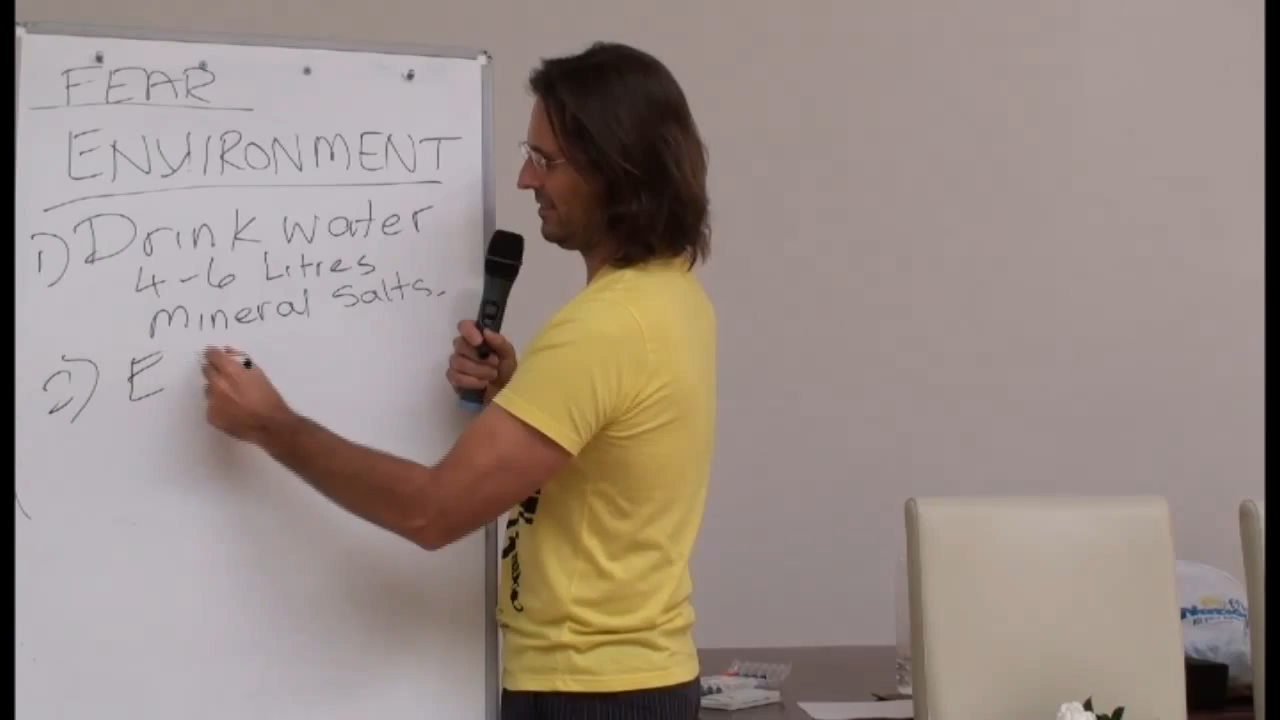 FEAR
ENVIRONMENT
1) Drink water
4-6 Litres
mineral salts.
2) E